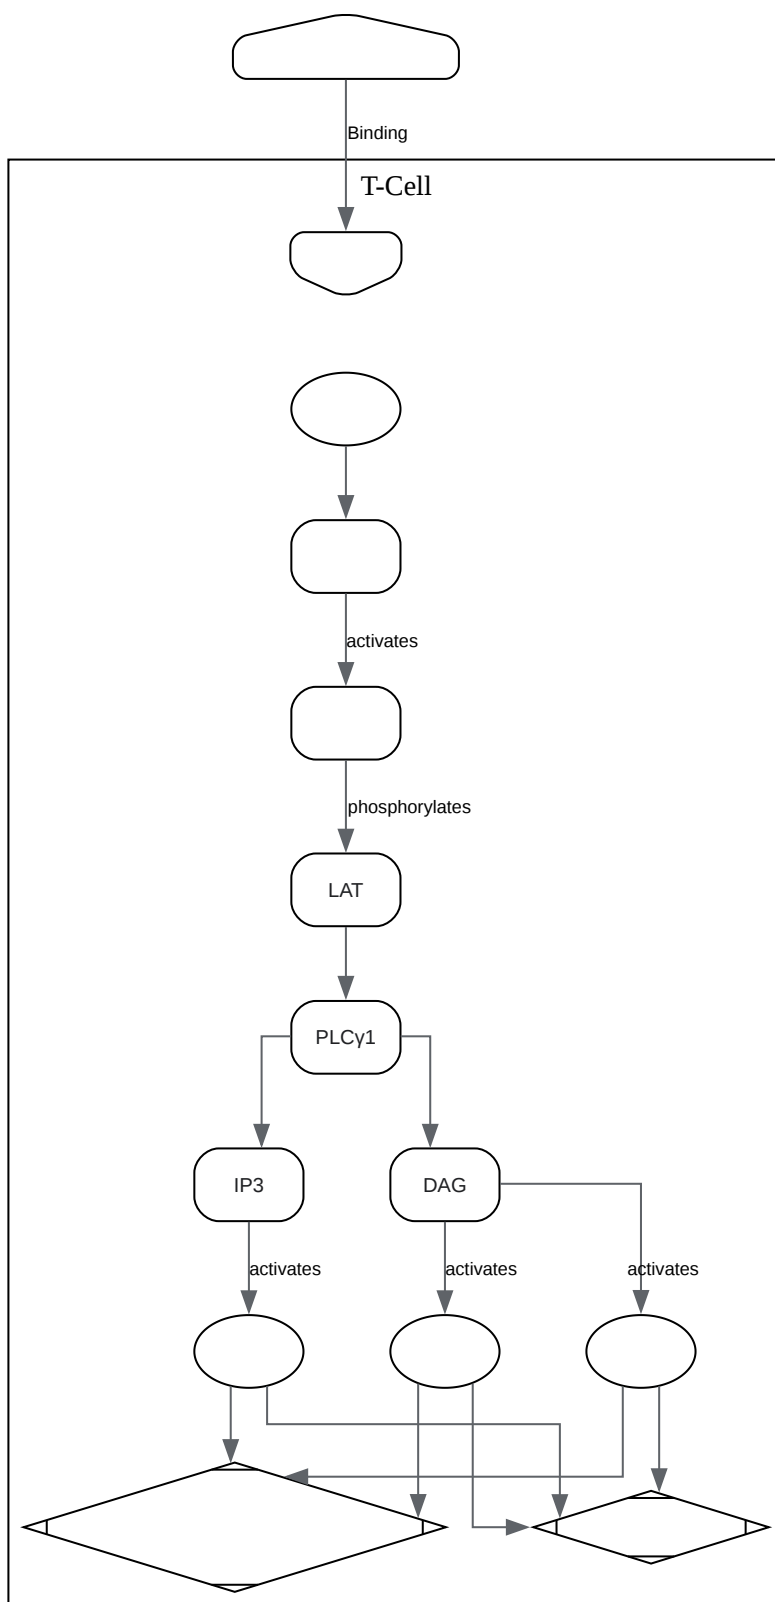 Binding
T-Cell
activates
phosphorylates
LAT
PLCγ1
IP3
DAG
activates
activates
activates